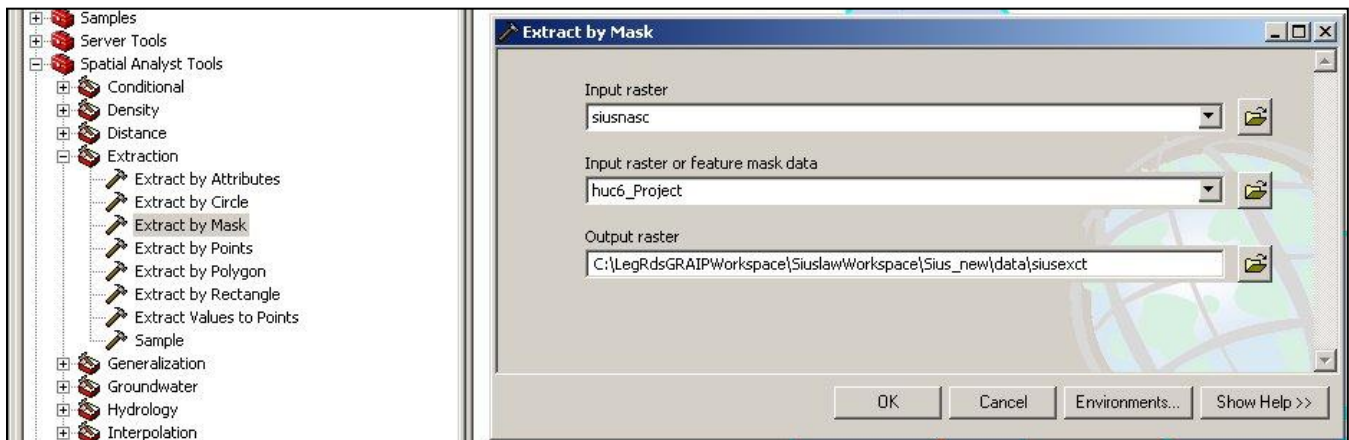 Samples
Server Tools
Spatial Analyst Tools
Conditional
Density
Distance
Extraction
Extract by Attributes
Extract by Circle
Extract by Mask
Extract by Points
Extract by Polygon
Extract by Rectangle
Extract Values to Points
Sample
Generalization
Groundwater
Hydrology
Interpolation
Extract by Mask
Input raster
siusnasc
Input raster or feature mask data
huc6_Project
Output raster
C:\LegRdsGRAIPWorkspace\SiuslawWorkspace\Sius_new\data\siusexct
OK Cancel Environments... Show Help >>